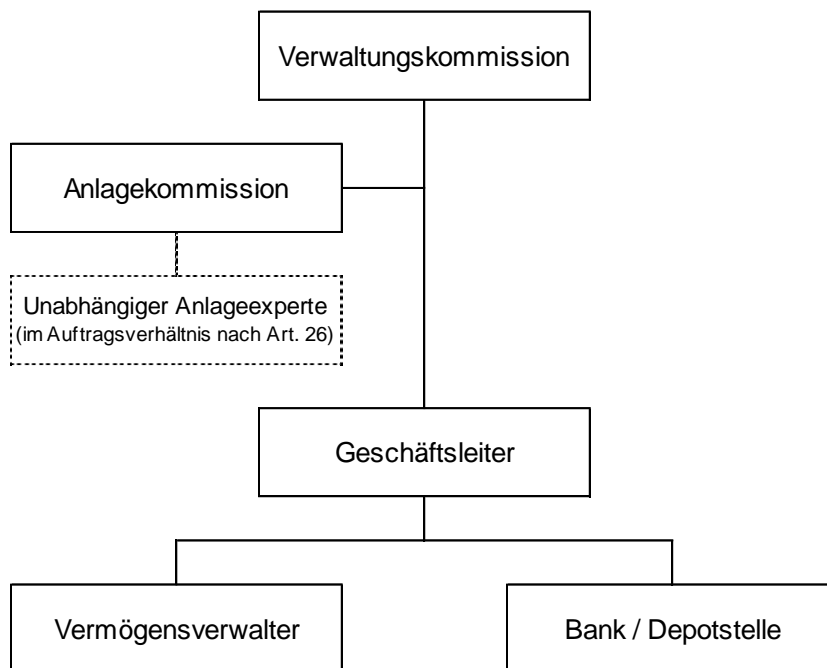 Verwaltungskommission
Anlagekommission
Unabhängiger Anlageexperte
(im Auftragsverhältnis nach Art. 26)
Geschäftsleiter
Vermögensverwalter
Bank / Depotstelle